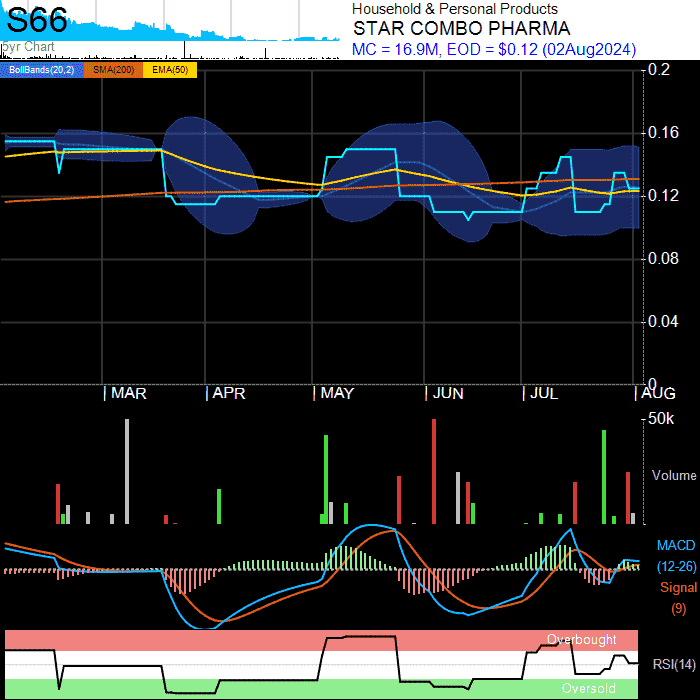 S66
Household & Personal Products
STAR COMBO PHARMA
MC = 16.9M, EOD = $0.12 (02Aug2024)
5yr Chart
BollBands(20,2) SMA(200) EMA(50)
0.2
0.16
0.12
0.08
0.04
0
MAR APR MAY JUN JUL AUG
50k
Volume
MACD
(12-26)
Signal
(9)
Overbought
RSI(14)
Oversold